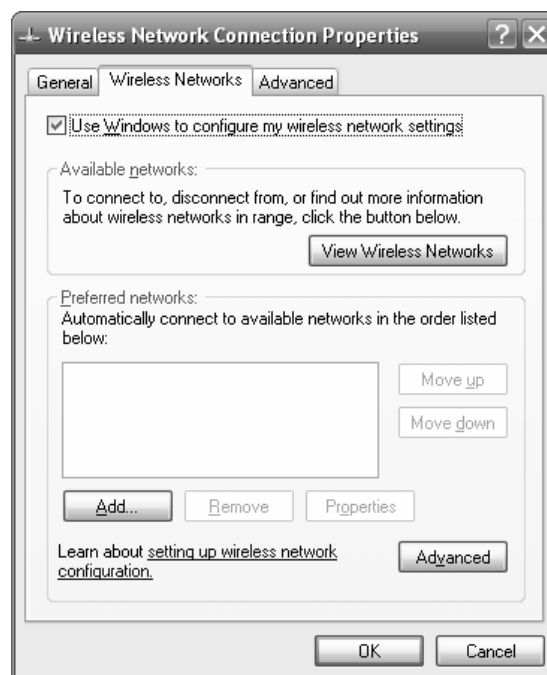 Wireless Network Connection Properties
General Wireless Networks Advanced
Use Windows to configure my wireless network settings
Available networks:
To connect to, disconnect from, or find out more information
about wireless networks in range, click the button below.
View Wireless Networks
Preferred networks:
Automatically connect to available networks in the order listed
below:
Move up
Move down
Add... Remove Properties
Learn about setting up wireless network
configuration.
Advanced
OK Cancel